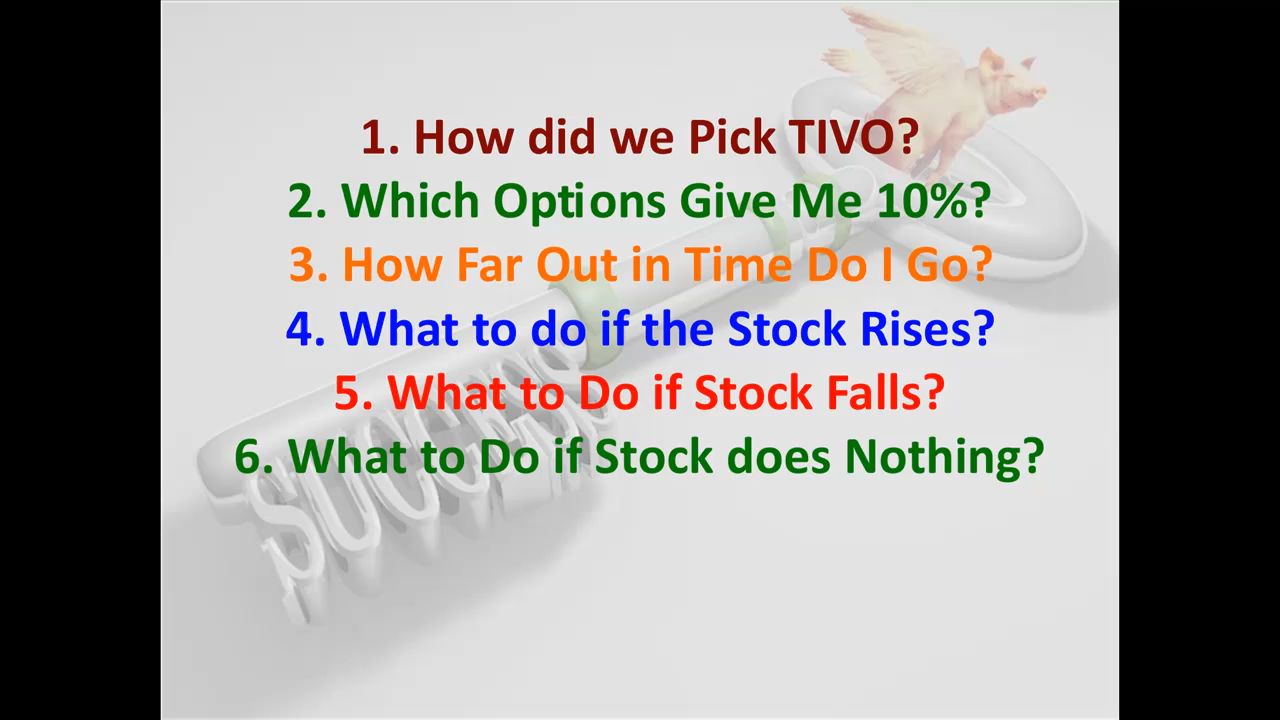 1. How did we Pick TIVO?
2. Which Options Give Me 10%?
3. How Far Out in Time Do I Go?
4. What to do if the Stock Rises?
5. What to Do if Stock Falls?
6. What to Do if Stock does Nothing?
SUCCESS